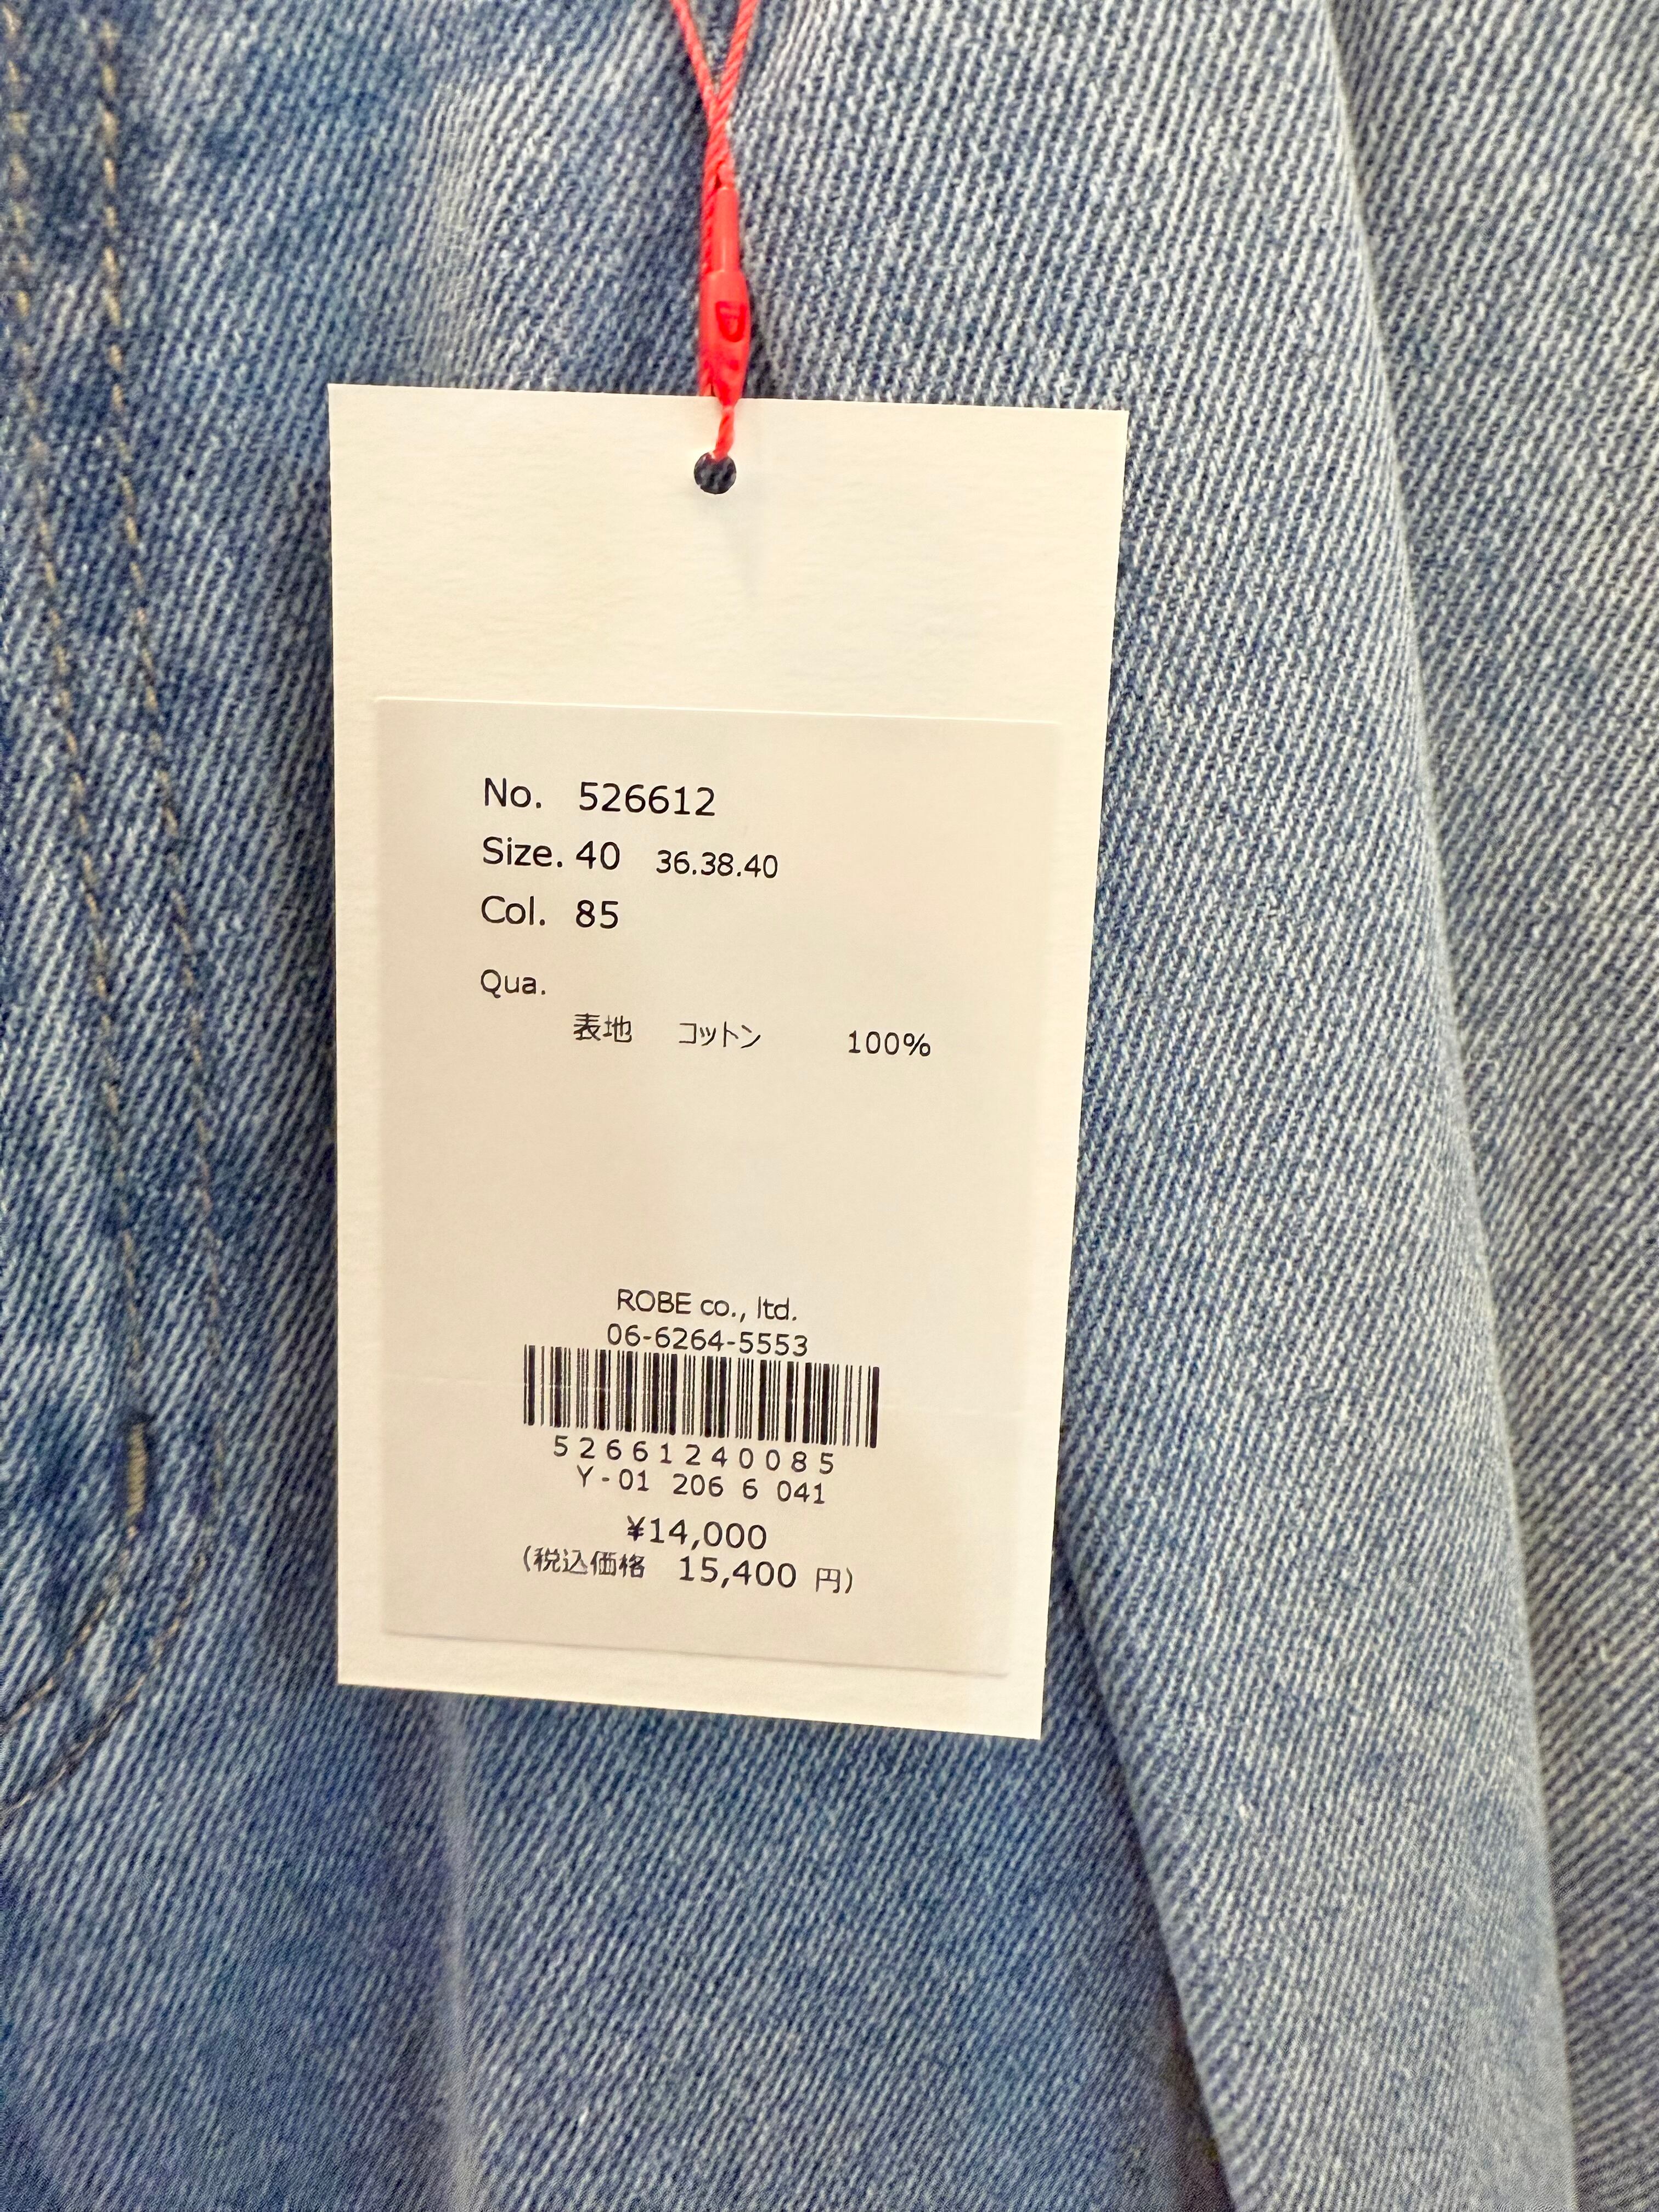 No. 526612
Size. 40 36.38.40
Col. 85
Qua.
表地 コットン 100%
ROBE co., ltd.
06-6264-5553
52661240085
Y-01 206 6 041
¥14,000
(税込価格 15,400 円)